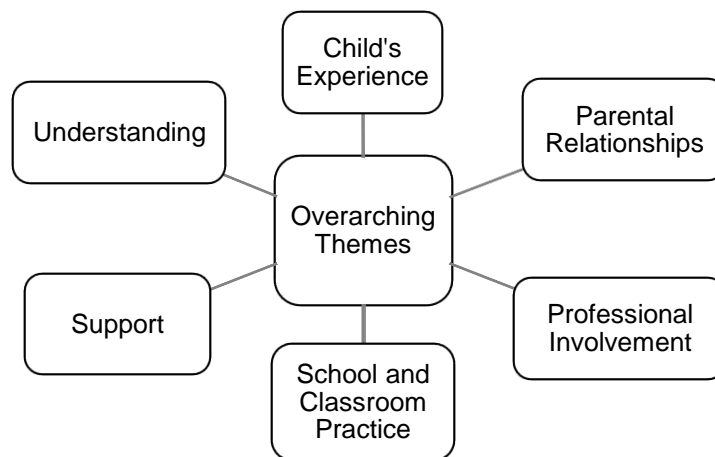 Child's
Experience
Understanding
Parental
Relationships
Overarching
Themes
Support
Professional
Involvement
School and
Classroom
Practice